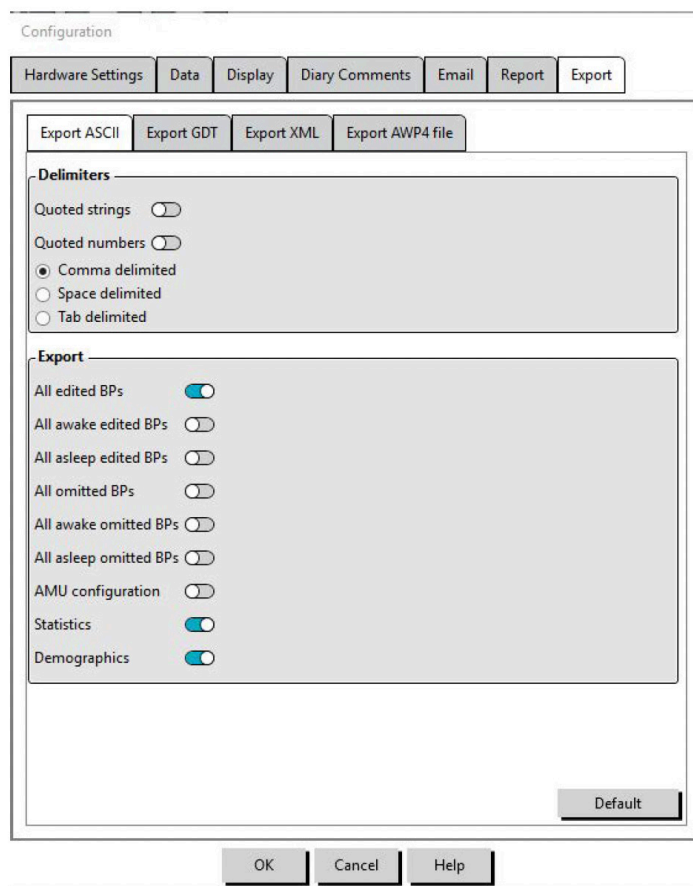 Configuration
Hardware Settings Data Display Diary Comments Email Report Export
Export ASCII Export GDT Export XML Export AWP4 file
Delimiters
Quoted strings
Quoted numbers
Comma delimited
Space delimited
Tab delimited
Export
All edited BPs
All awake edited BPs
All asleep edited BPs
All omitted BPs
All awake omitted BPs
All asleep omitted BPs
AMU configuration
Statistics
Demographics
Default
OK Cancel Help